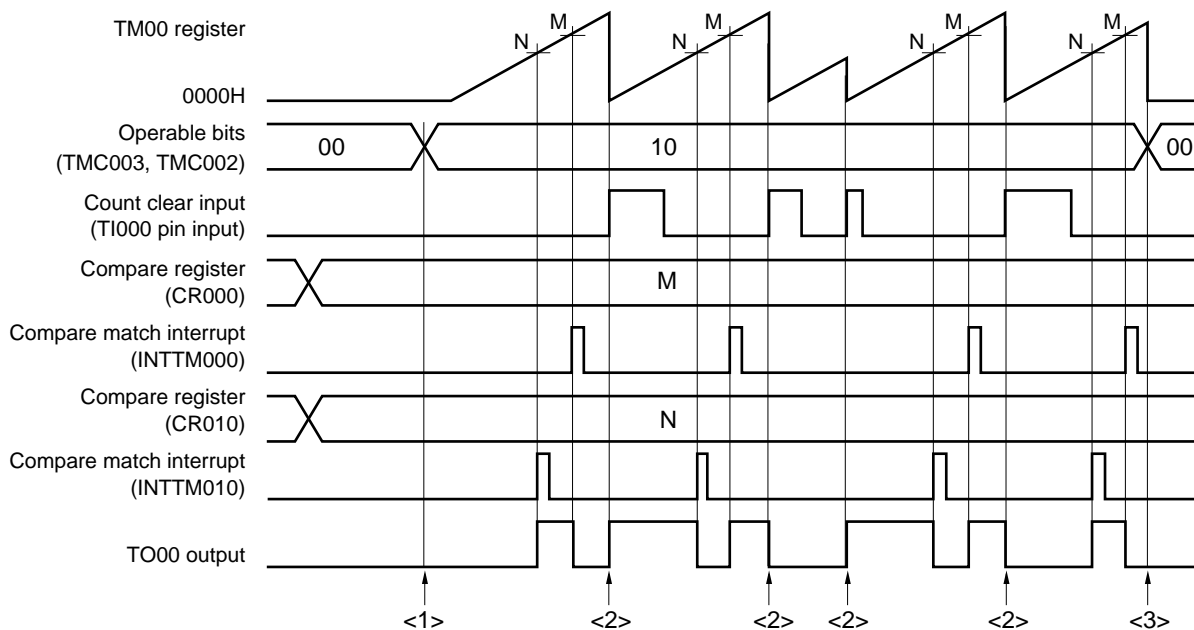 TM00 register
M
M
M
M
N
N
N
N
0000H
Operable bits
(TMC003, TMC002)
00
10
00
Count clear input
(TI000 pin input)
Compare register
(CR000)
M
Compare match interrupt
(INTTM000)
Compare register
(CR010)
N
Compare match interrupt
(INTTM010)
TO00 output
<1>
<2>
<2>
<2>
<2>
<3>